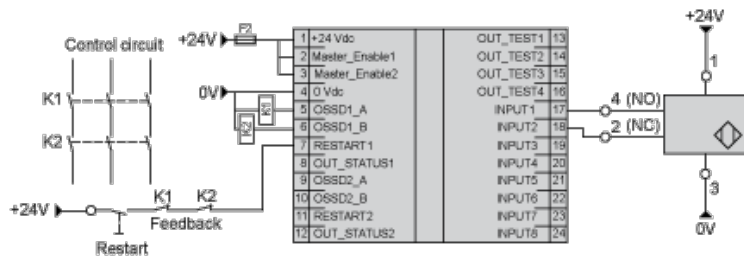 Control circuit
K1
K2
+24V
Restart
K1
K2
Feedback
+24V
F2
0V
K1
K2
1 +24 Vdc
2 Master_Enable1
3 Master_Enable2
4 0 Vdc
5 OSSD1_A
6 OSSD1_B
7 RESTART1
8 OUT_STATUS1
9 OSSD2_A
10 OSSD2_B
11 RESTART2
12 OUT_STATUS2
OUT_TEST1 13
OUT_TEST2 14
OUT_TEST3 15
OUT_TEST4 16
INPUT1 17
INPUT2 18
INPUT3 19
INPUT4 20
INPUT5 21
INPUT6 22
INPUT7 23
INPUT8 24
+24V
1
4 (NO)
2 (NC)
3
0V